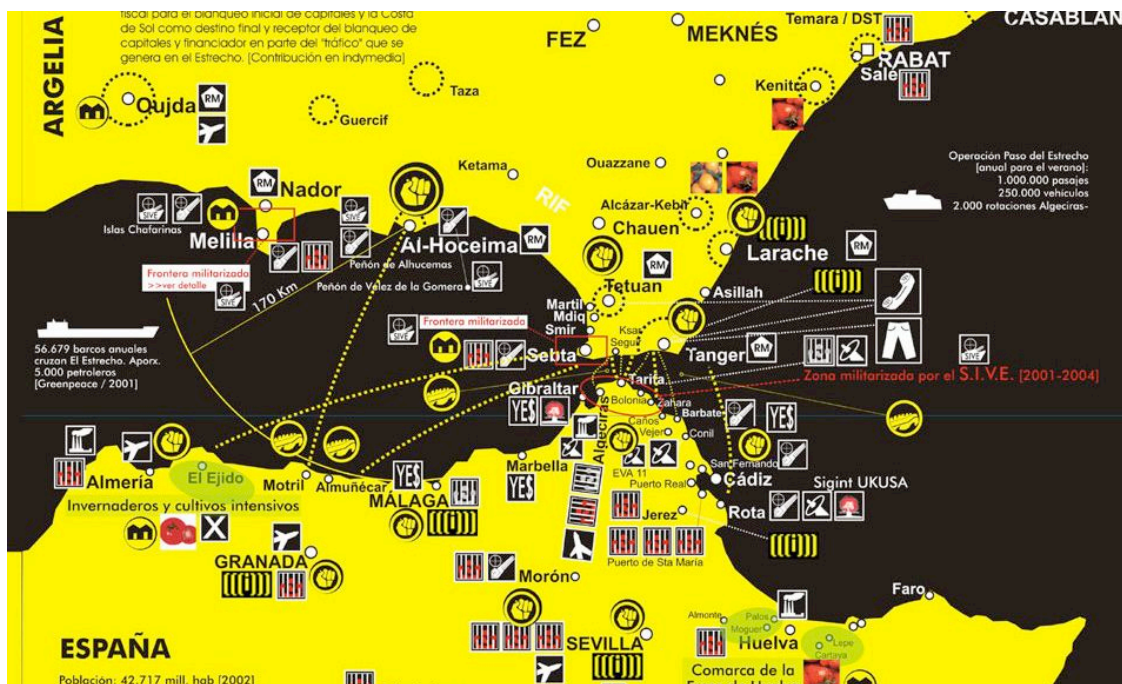 fiscal para el blanqueo inicial de capitales y la Costa
de Sol como destino final y receptor del blanqueo de
capitales y financiador en parte del "tráfico" que se
genera en el Estrecho. [Contribución en indymedia]
ARGELIA
FEZ
MEKNÉS
Temara / DST
CASABLAN
RABAT
Salé
Kenitra
Oujda
RM
Taza
Guercif
Ketama
Ouazzane
RIF
Alcázar-Kebir
Chauen
Larache
RM
Operación Paso del Estrecho
[anual para el verano]:
1.000.000 pasajes
250.000 vehículos
2.000 rotaciones Algeciras-
RM
Nador
SIVE
Islas Chafarinas
Melilla
SIVE
Al-Hoceima
RM
Peñón de Alhucemas
Peñón de Vélez de la Gomera
SIVE
Frontera militarizada
>>ver detalle
SIVE
170 Km
RM
Tetuan
Martil
Mdiq
Smir
Asillah
56.679 barcos anuales
cruzan El Estrecho. Aporx.
5.000 petroleros
[Greenpeace / 2001]
SIVE
Frontera militarizada
Sebta
Ksar
Seguir
Tanger
RM
SIVE
Zona militarizada por el S.I.V.E. [2001-2004]
Gibraltar
Tarifa
Bolonia
Zahara
Barbate
YE$
YE$
Algeciras
Caños
Vejer
Conil
Almería
El Ejido
Motril
Almuñécar
YE$
MÁLAGA
Marbella
YE$
EVA 11
Puerto Real
San Fernando
Cádiz
Sigint UKUSA
Invernaderos y cultivos intensivos
X
Jerez
Rota
Puerto de Sta María
GRANADA
Morón
Faro
SEVILLA
Almonte
Palos
Moguer
Huelva
Lepe
Cartaya
ESPAÑA
Población: 42.717 mill. hab [2002]
Comarca de la